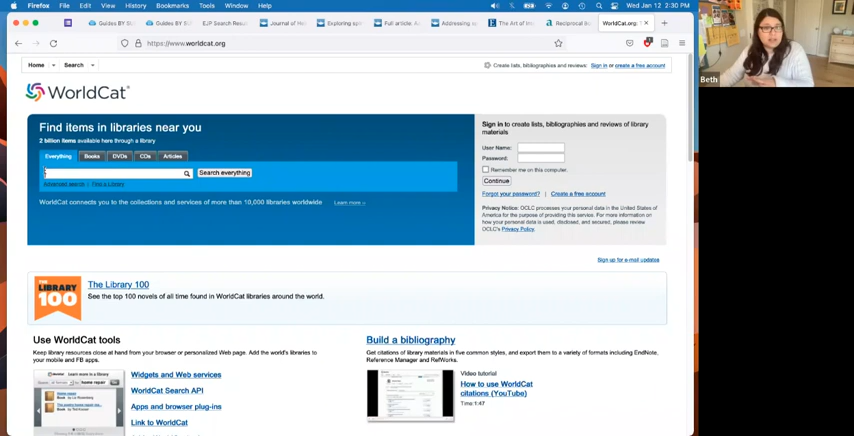 Firefox File Edit View History Bookmarks Tools Window Help Wed Jan 12 2:30 PM
Guides BY Guides BY EJP Search Result Journal of Exploring Full article: A Addressing The Art of In Reciprocal B WorldCat.org:
https://www.worldcat.org
Beth
Home Search Create lists, bibliographies and reviews: Sign in or create a free account
WorldCat®
Find items in libraries near you
2 billion items available here through a library
Everything Books DVDs CDs Articles
Search everything
Advanced search | Find a Library
WorldCat connects you to the collections and services of more than 10,000 libraries worldwide Learn more »
Sign in to create lists, bibliographies and reviews of library
materials
User Name:
Password:
Remember me on this computer.
Continue
Forgot your password? Create a free account
Privacy Notice: OCLC processes your personal data in the United States of
America for the purpose of providing this service. For more information on
how your personal data is used, disclosed, and secured, please review
OCLC's Privacy Policy.
Sign up for e-mail updates
THE
LIBRARY
100
The Library 100
See the top 100 novels of all time found in WorldCat libraries around the world.
Use WorldCat tools
Keep library resources close at hand from your browser or personalized Web page. Add the world's libraries to
your mobile and FB apps.
home repair
Widgets and Web services
WorldCat Search API
Apps and browser plug-ins
Link to WorldCat
Build a bibliography
Get citations of library materials in five common styles, and export them to a variety of formats including EndNote,
Reference Manager and RefWorks.
Video tutorial
How to use WorldCat
citations (YouTube)
Time: 1:47